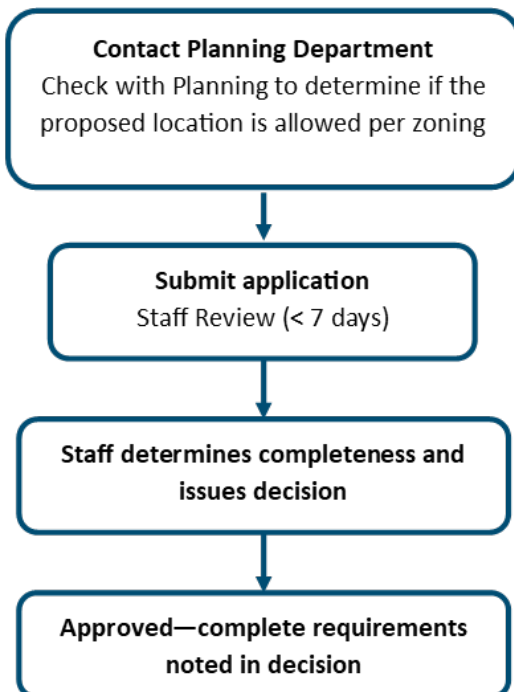 Contact Planning Department
Check with Planning to determine if the
proposed location is allowed per zoning
Submit application
Staff Review (< 7 days)
Staff determines completeness and
issues decision
Approved—complete requirements
noted in decision